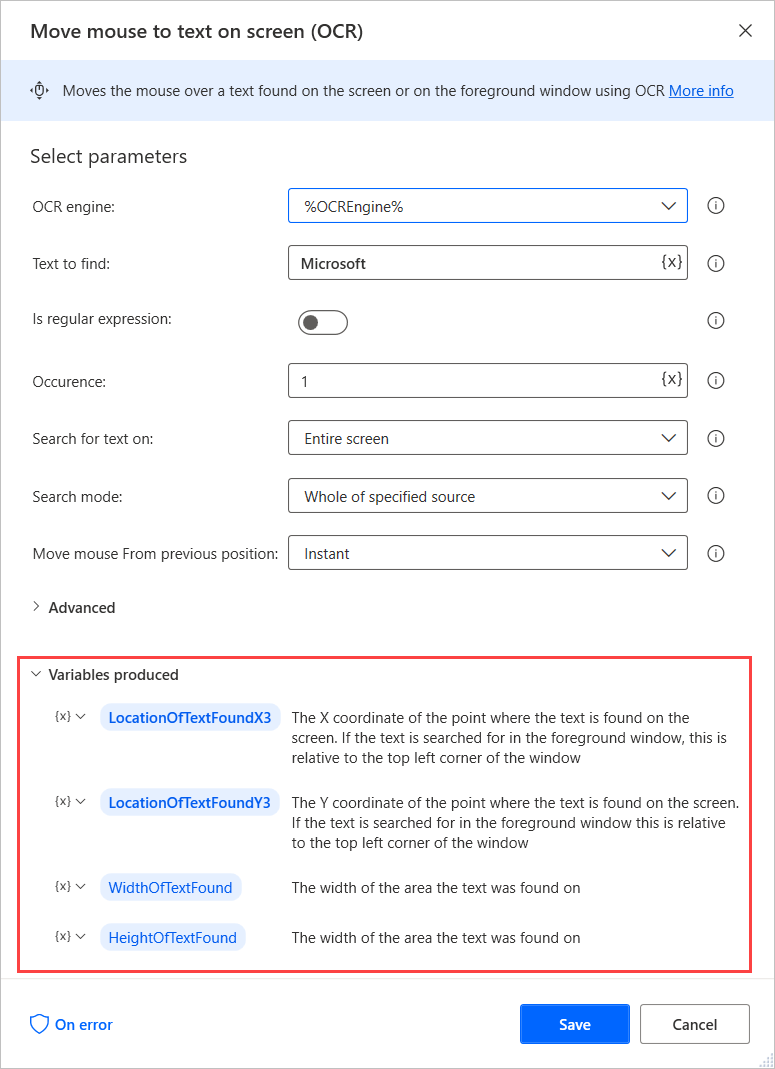 Move mouse to text on screen (OCR)
Moves the mouse over a text found on the screen or on the foreground window using OCR More info
Select parameters
OCR engine: %OCREngine%
Text to find: Microsoft {x}
Is regular expression:
Occurence: 1 {x}
Search for text on: Entire screen
Search mode: Whole of specified source
Move mouse From previous position: Instant
Advanced
Variables produced
{x} LocationOfTextFoundX3 The X coordinate of the point where the text is found on the
screen. If the text is searched for in the foreground window, this is
relative to the top left corner of the window
{x} LocationOfTextFoundY3 The Y coordinate of the point where the text is found on the screen.
If the text is searched for in the foreground window this is relative
to the top left corner of the window
{x} WidthOfTextFound The width of the area the text was found on
{x} HeightOfTextFound The width of the area the text was found on
On error Save Cancel